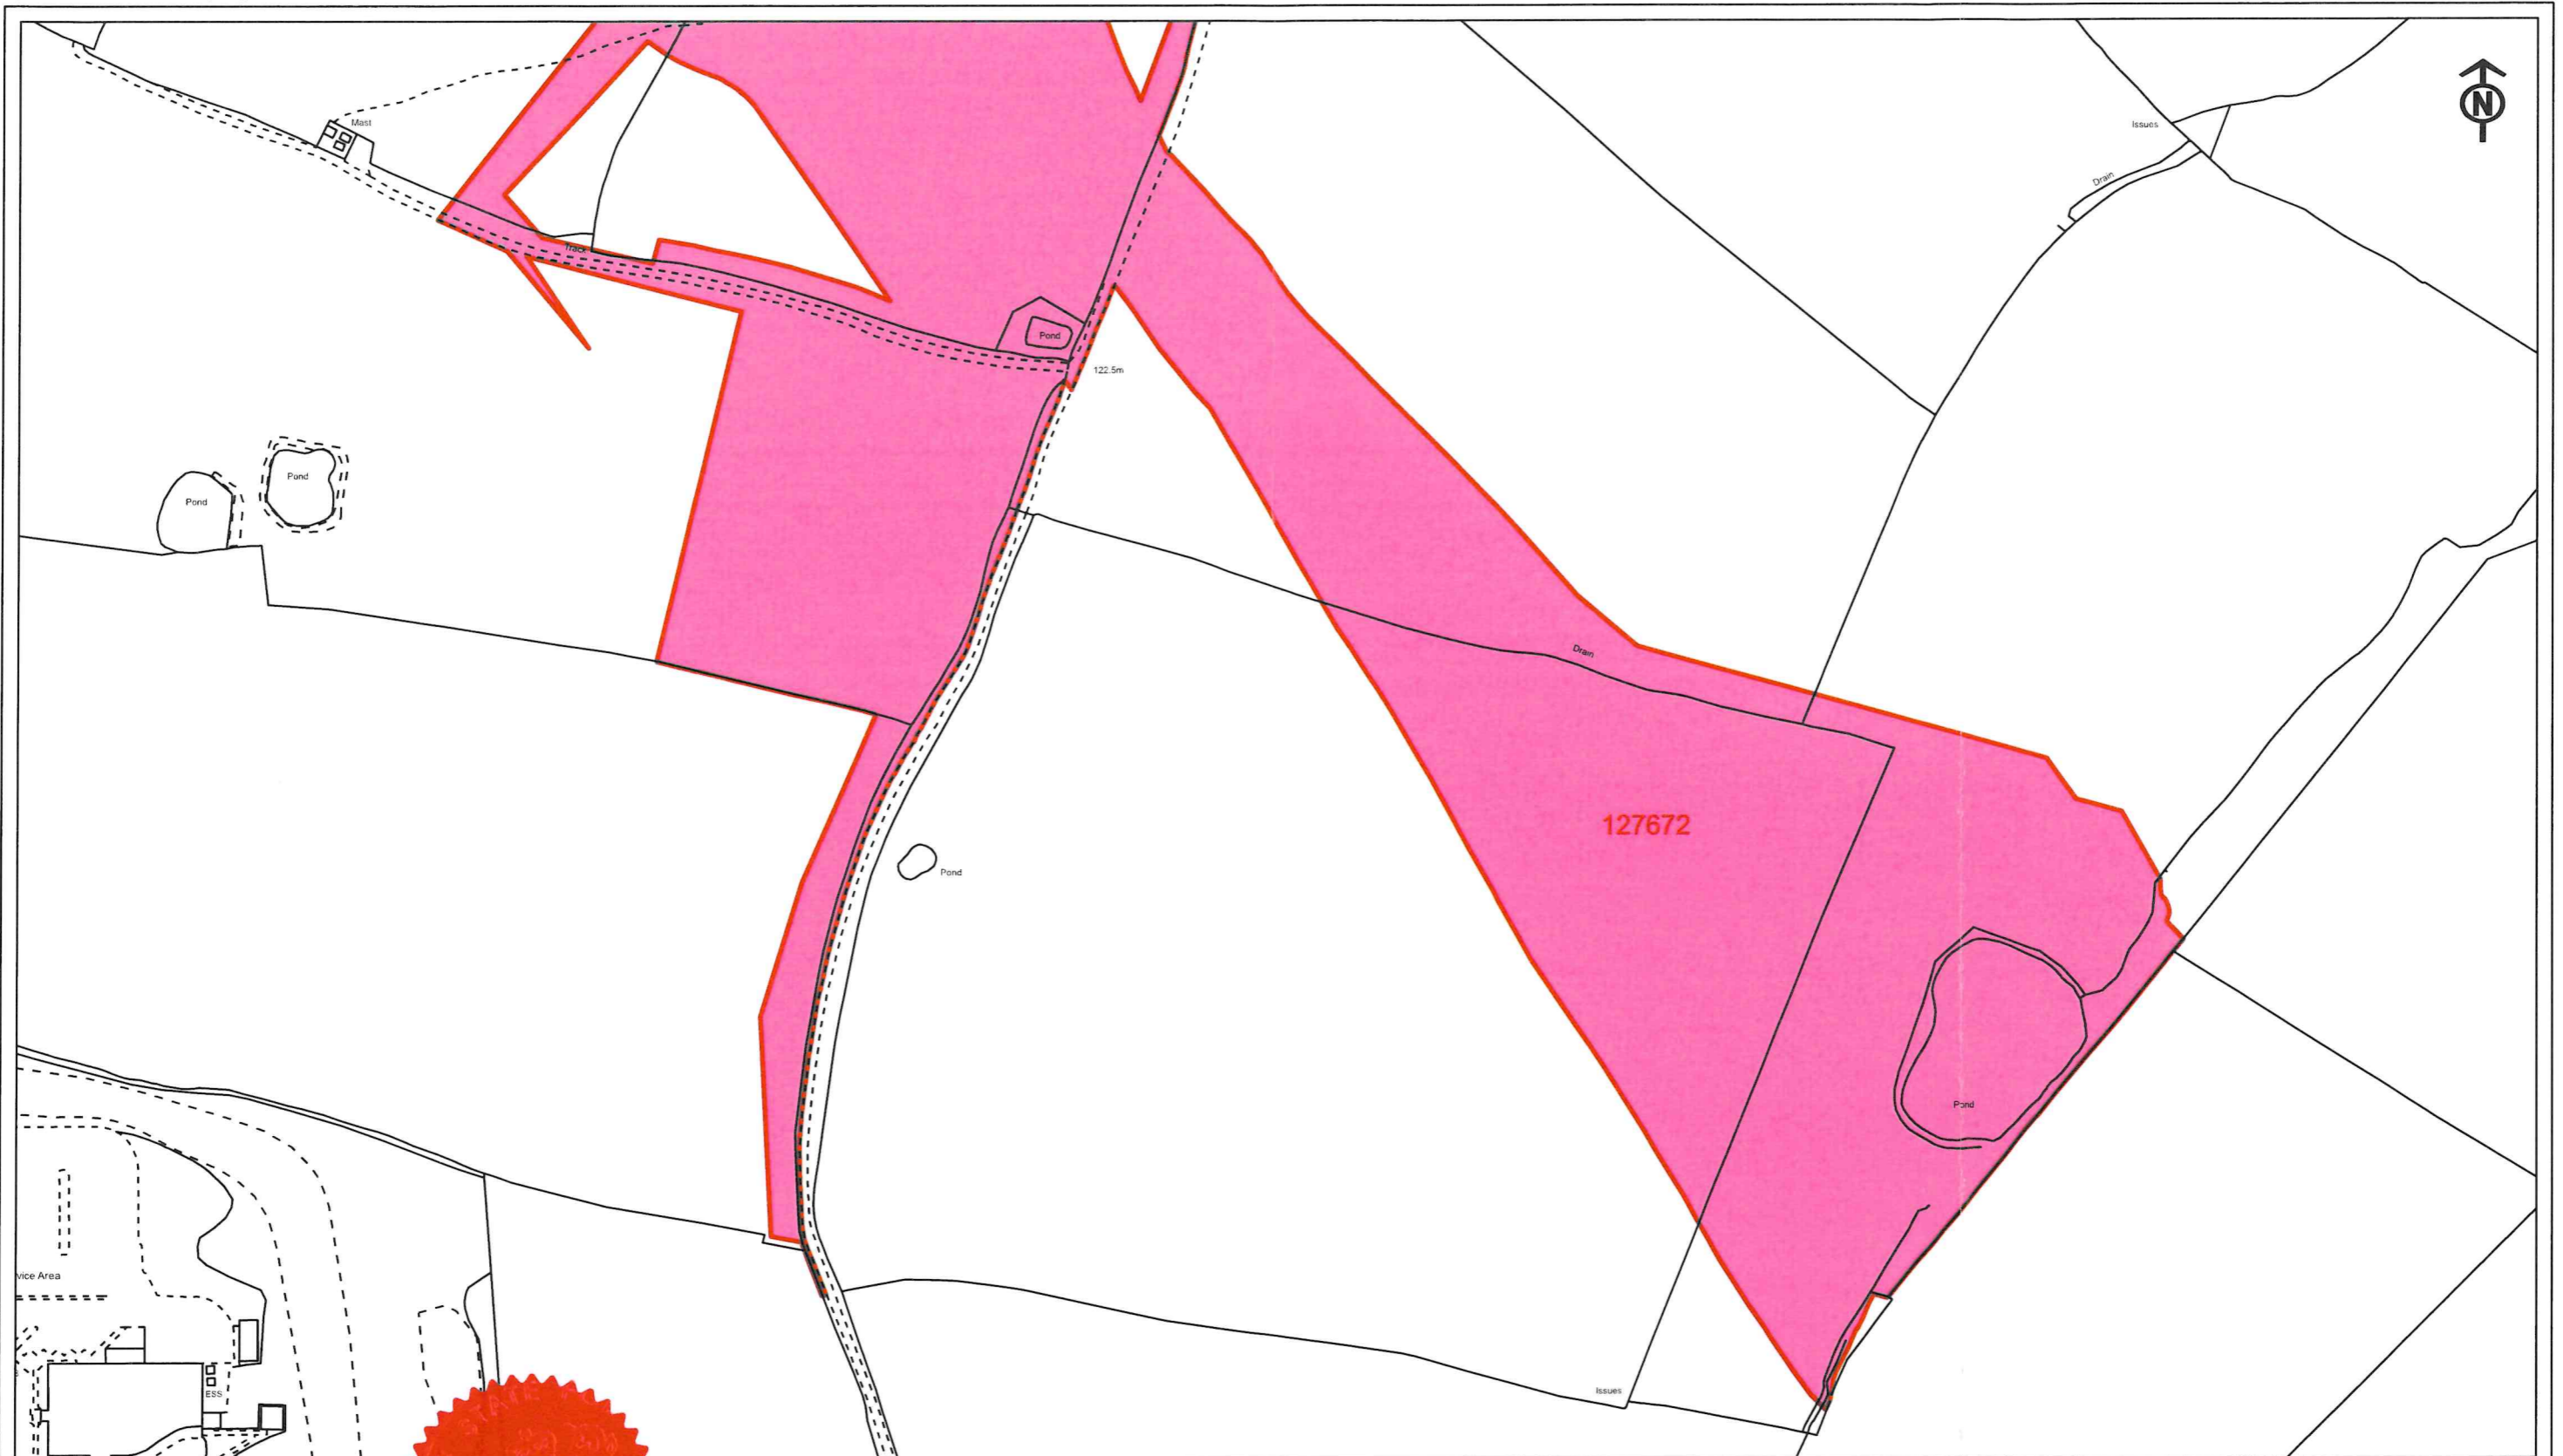 N
Mast
Issues
Drain
Track
Pond
122.5m
Pond
Pond
Drain
127672
Pond
Pond
vice Area
ESS
Issues